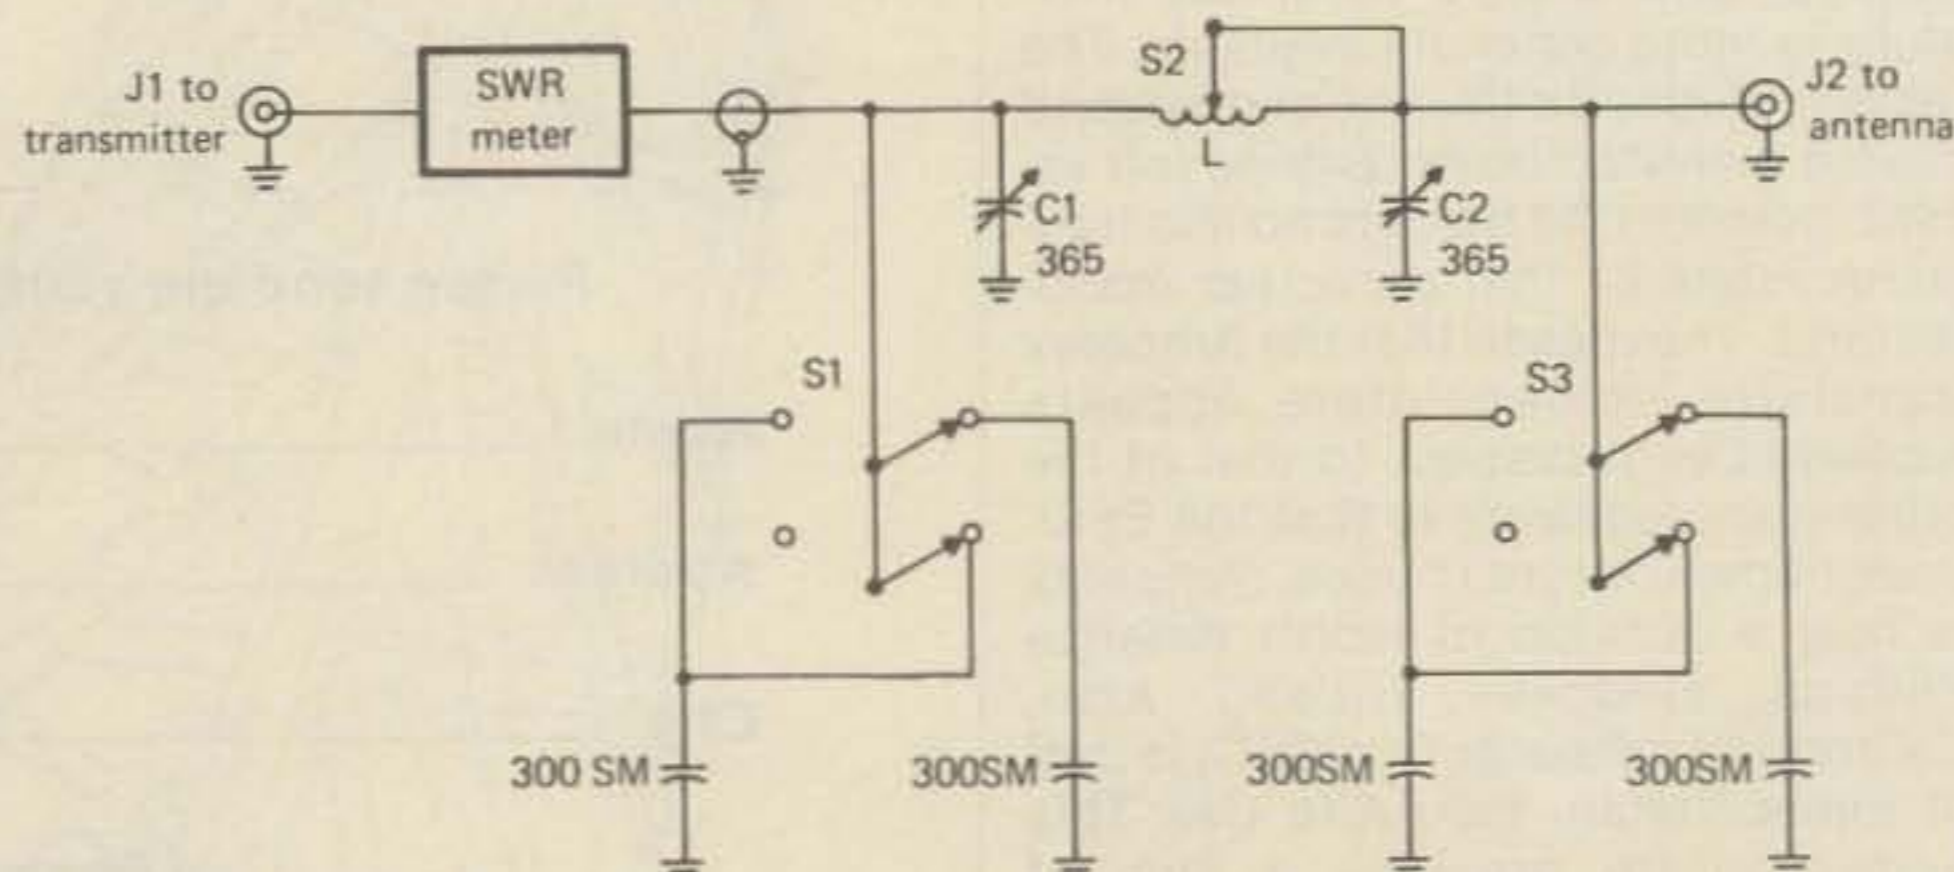 J1 to
transmitter
SWR
meter
S2
L
J2 to
antenna
C1
365
C2
365
S1
S3
300 SM
300SM
300SM
300SM